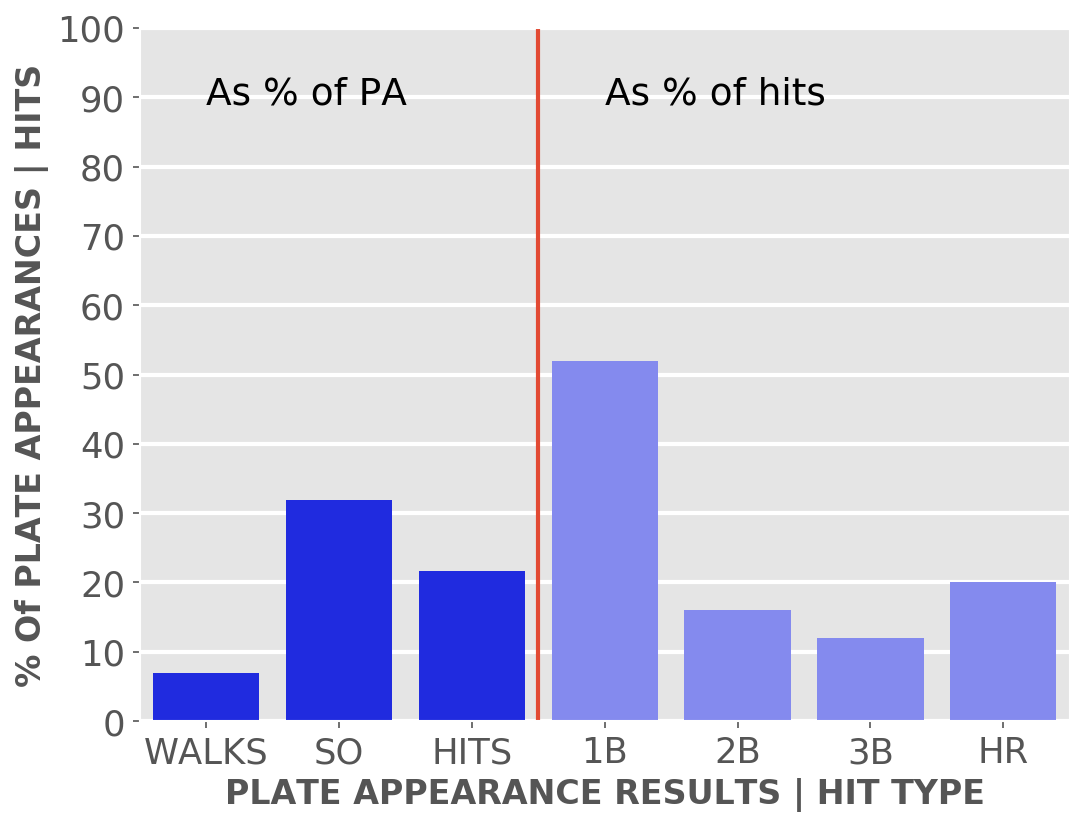 % Of PLATE APPEARANCES | HITS
100
90
80
70
60
50
40
30
20
10
0
As % of PA
As % of hits
WALKS SO HITS 1B 2B 3B HR
PLATE APPEARANCE RESULTS | HIT TYPE